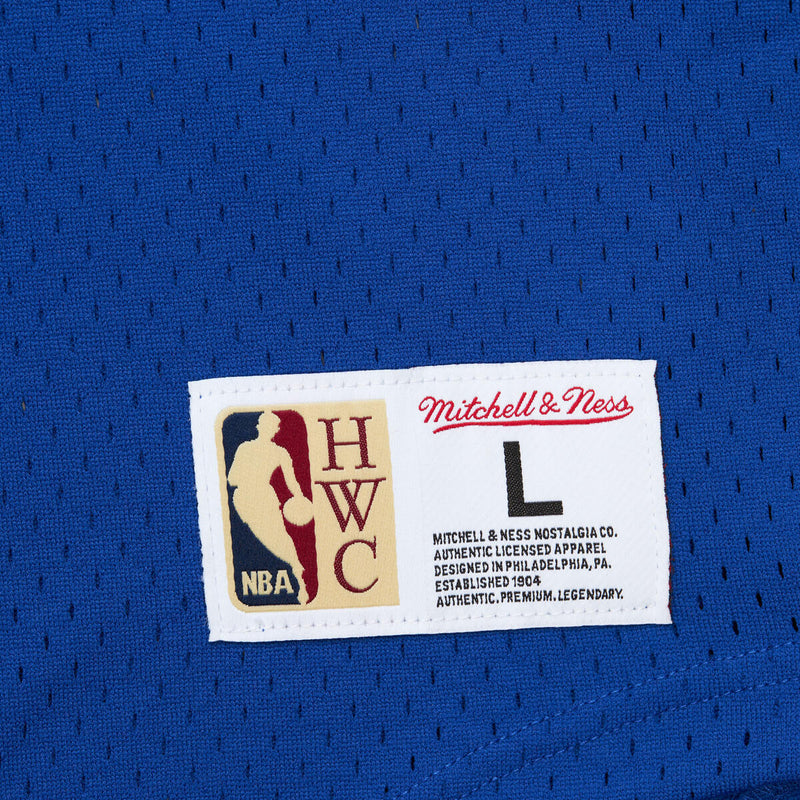 NBA
H
W
C
Mitchell & Ness
L
MITCHELL & NESS NOSTALGIA CO.
AUTHENTIC LICENSED APPAREL
DESIGNED IN PHILADELPHIA, PA.
ESTABLISHED 1904
AUTHENTIC.PREMIUM.LEGENDARY.